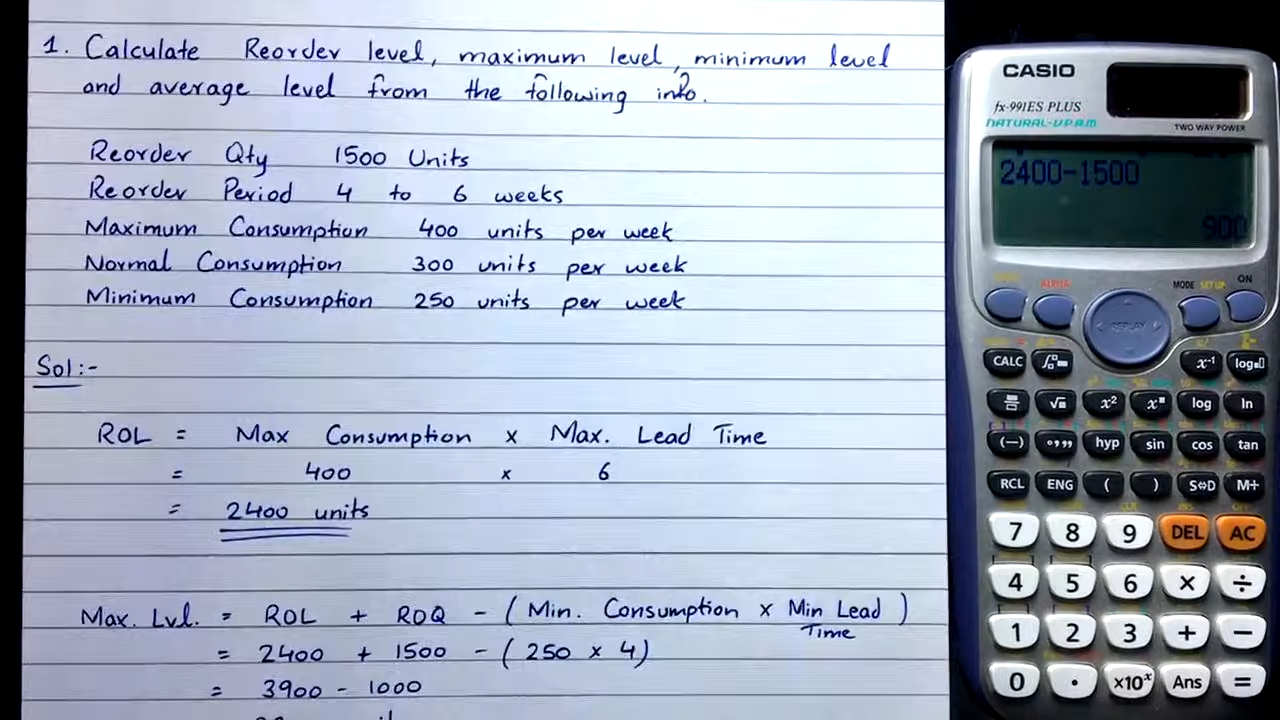 1. Calculate Reorder level, maximum level, minimum level
and average level from the following info.?
Reorder Qty 1500 Units
Reorder Period 4 to 6 weeks
Maximum Consumption 400 units per week
Normal Consumption 300 units per week
Minimum Consumption 250 units per week
Sol:-
ROL = Max Consumption x Max. Lead Time
= 400 x 6
= 2400 units
Max. Lvl. = ROL + ROQ - ( Min. Consumption x Min Lead Time )
= 2400 + 1500 - ( 250 x 4 )
= 3900 - 1000
CASIO
fx-991ES PLUS
NATURAL-V.P.A.M.
TWO WAY POWER
2400-1500
900
ALPHA MODE SETUP ON
REPLAY
CALC x⁻¹ log
√ x² log ln
(−) °,,, hyp sin cos tan
RCL ENG ( ) S⇔D M+
7 8 9 DEL AC
4 5 6 × ÷
1 2 3 + −
0 . ×10ˣ Ans =